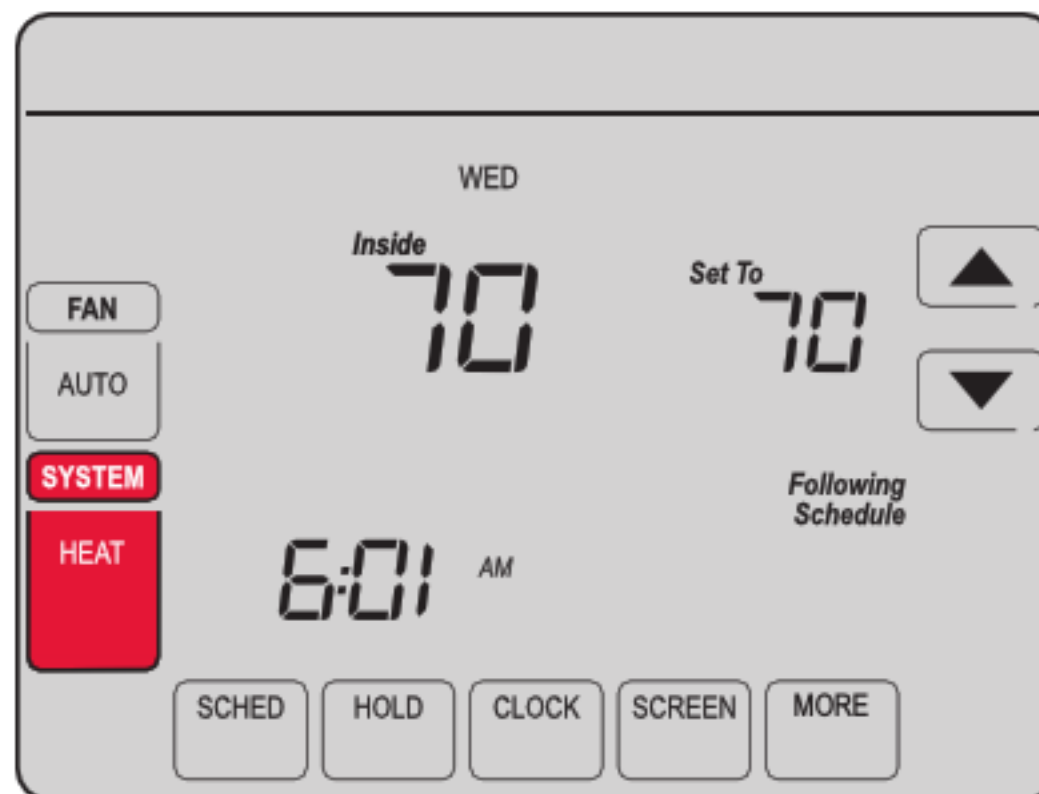 WED
Inside
70
Set To
70
FAN
AUTO
SYSTEM
HEAT
Following
Schedule
6:01 AM
SCHED HOLD CLOCK SCREEN MORE